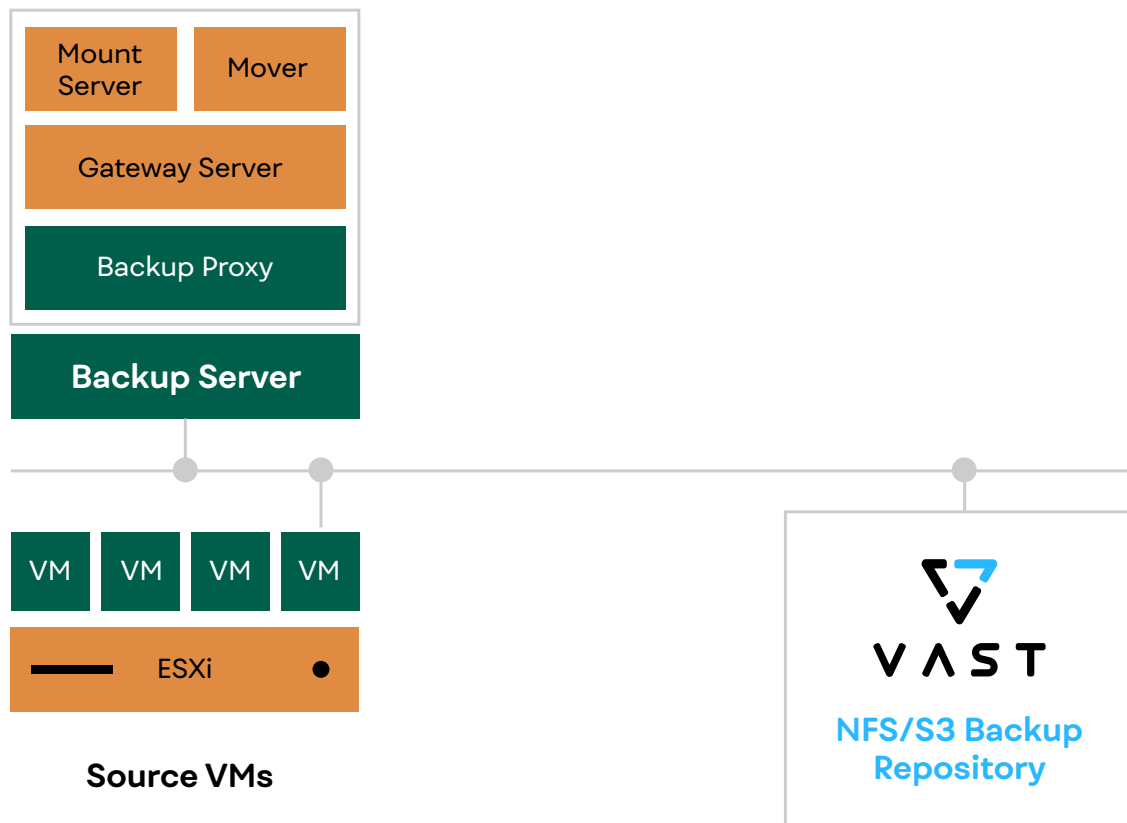 Mount
Server
Mover
Gateway Server
Backup Proxy
Backup Server
VM
VM
VM
VM
ESXi
Source VMs
VAST
NFS/S3 Backup
Repository